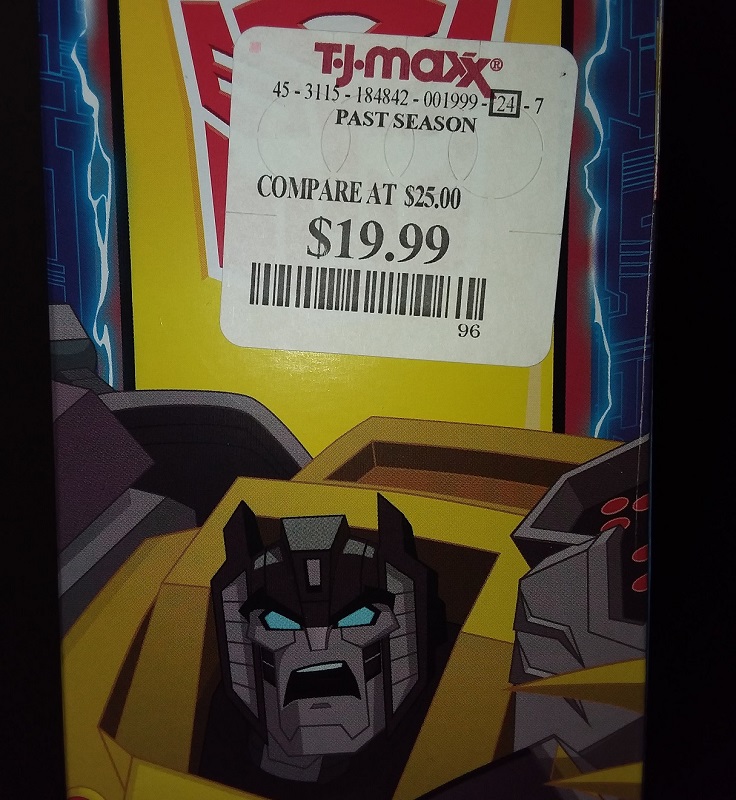 T·J·maxx®
45 - 3115 - 184842 - 001999 - 24 - 7
PAST SEASON
COMPARE AT $25.00
$19.99
96